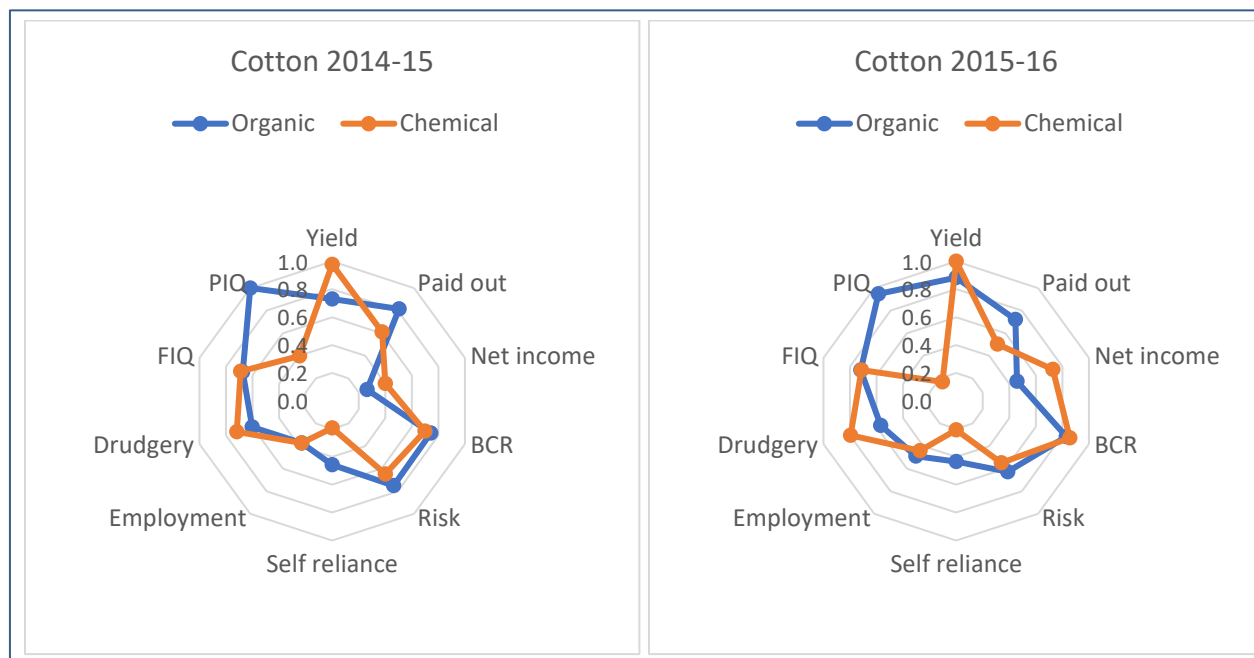 Cotton 2014-15
Organic Chemical
Yield
1.0
0.8
0.6
0.4
0.2
0.0
Paid out
Net income
BCR
Risk
Self reliance
Employment
Drudgery
FIQ
PIQ
Cotton 2015-16
Organic Chemical
Yield
1.0
0.8
0.6
0.4
0.2
0.0
Paid out
Net income
BCR
Risk
Self reliance
Employment
Drudgery
FIQ
PIQ